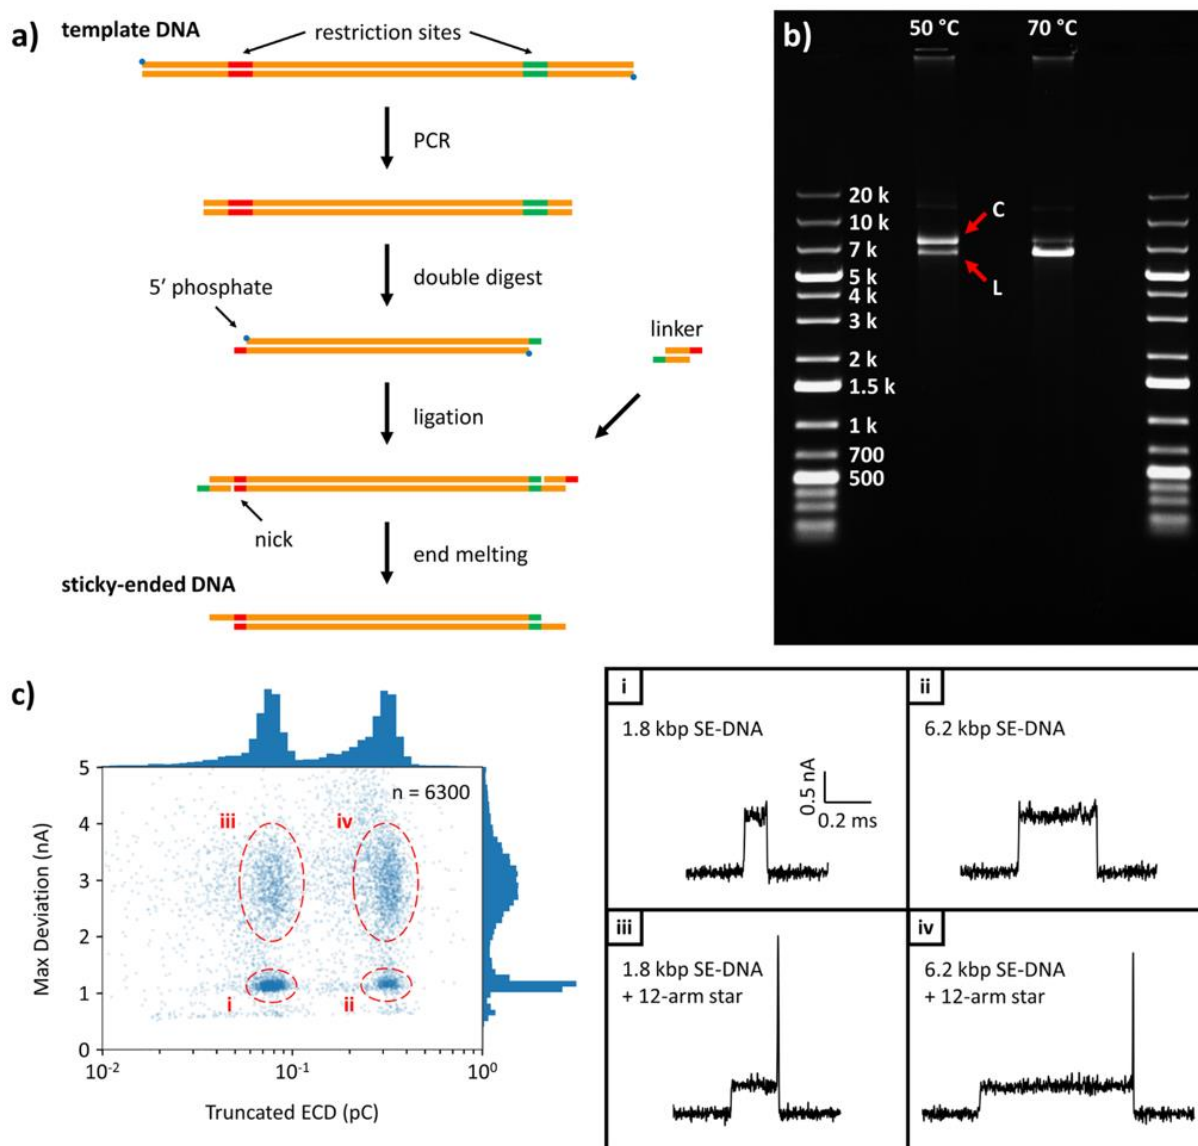 a)
template DNA
restriction sites
PCR
double digest
5′ phosphate
linker
ligation
nick
end melting
sticky-ended DNA
b)
50 °C
70 °C
20 k
10 k
7 k
5 k
4 k
3 k
2 k
1.5 k
1 k
700
500
C
L
c)
5
4
3
2
1
0
Max Deviation (nA)
n = 6300
iii
iv
i
ii
10⁻²
10⁻¹
10⁰
Truncated ECD (pC)
i
1.8 kbp SE-DNA
0.5 nA
0.2 ms
ii
6.2 kbp SE-DNA
iii
1.8 kbp SE-DNA
+ 12-arm star
iv
6.2 kbp SE-DNA
+ 12-arm star